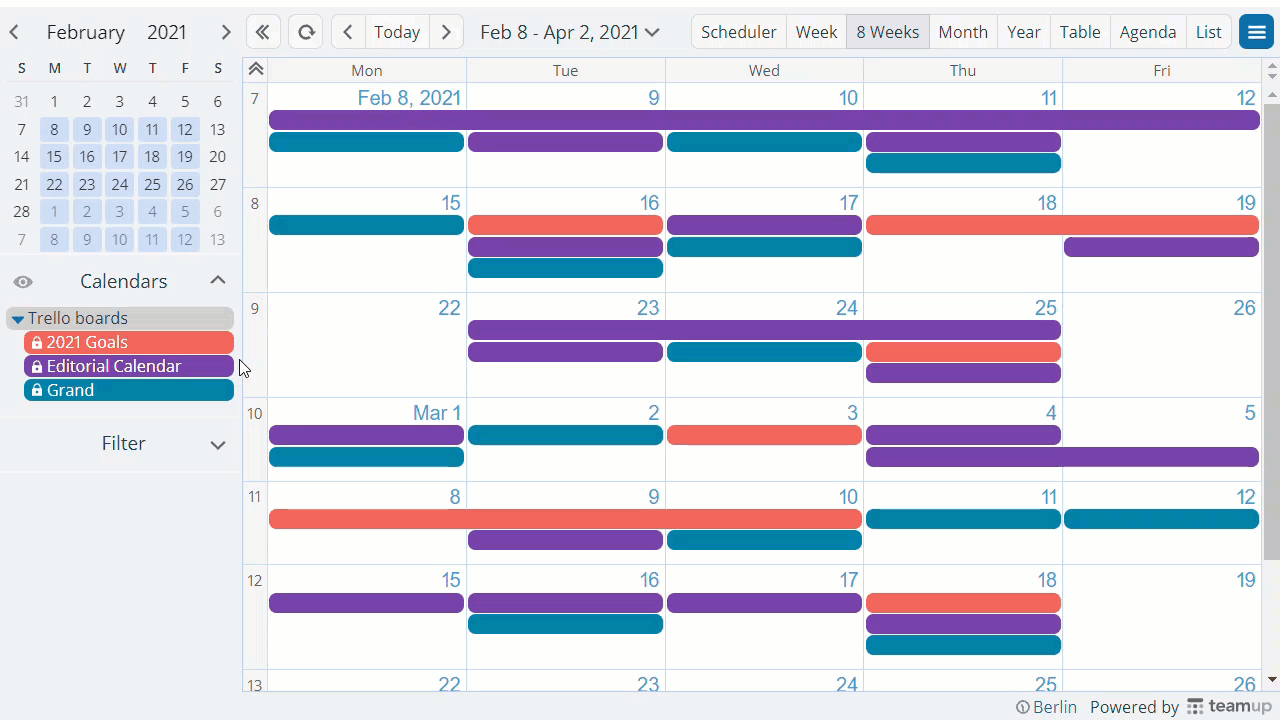 February 2021
Today
Feb 8 - Apr 2, 2021
Scheduler Week 8 Weeks Month Year Table Agenda List
S M T W T F S
31 1 2 3 4 5 6
7 8 9 10 11 12 13
14 15 16 17 18 19 20
21 22 23 24 25 26 27
28 1 2 3 4 5 6
7 8 9 10 11 12 13
Calendars
Trello boards
2021 Goals
Editorial Calendar
Grand
Filter
Mon Tue Wed Thu Fri
7 Feb 8, 2021 9 10 11 12
8 15 16 17 18 19
9 22 23 24 25 26
10 Mar 1 2 3 4 5
11 8 9 10 11 12
12 15 16 17 18 19
13 22 23 24 25 26
Berlin Powered by teamup